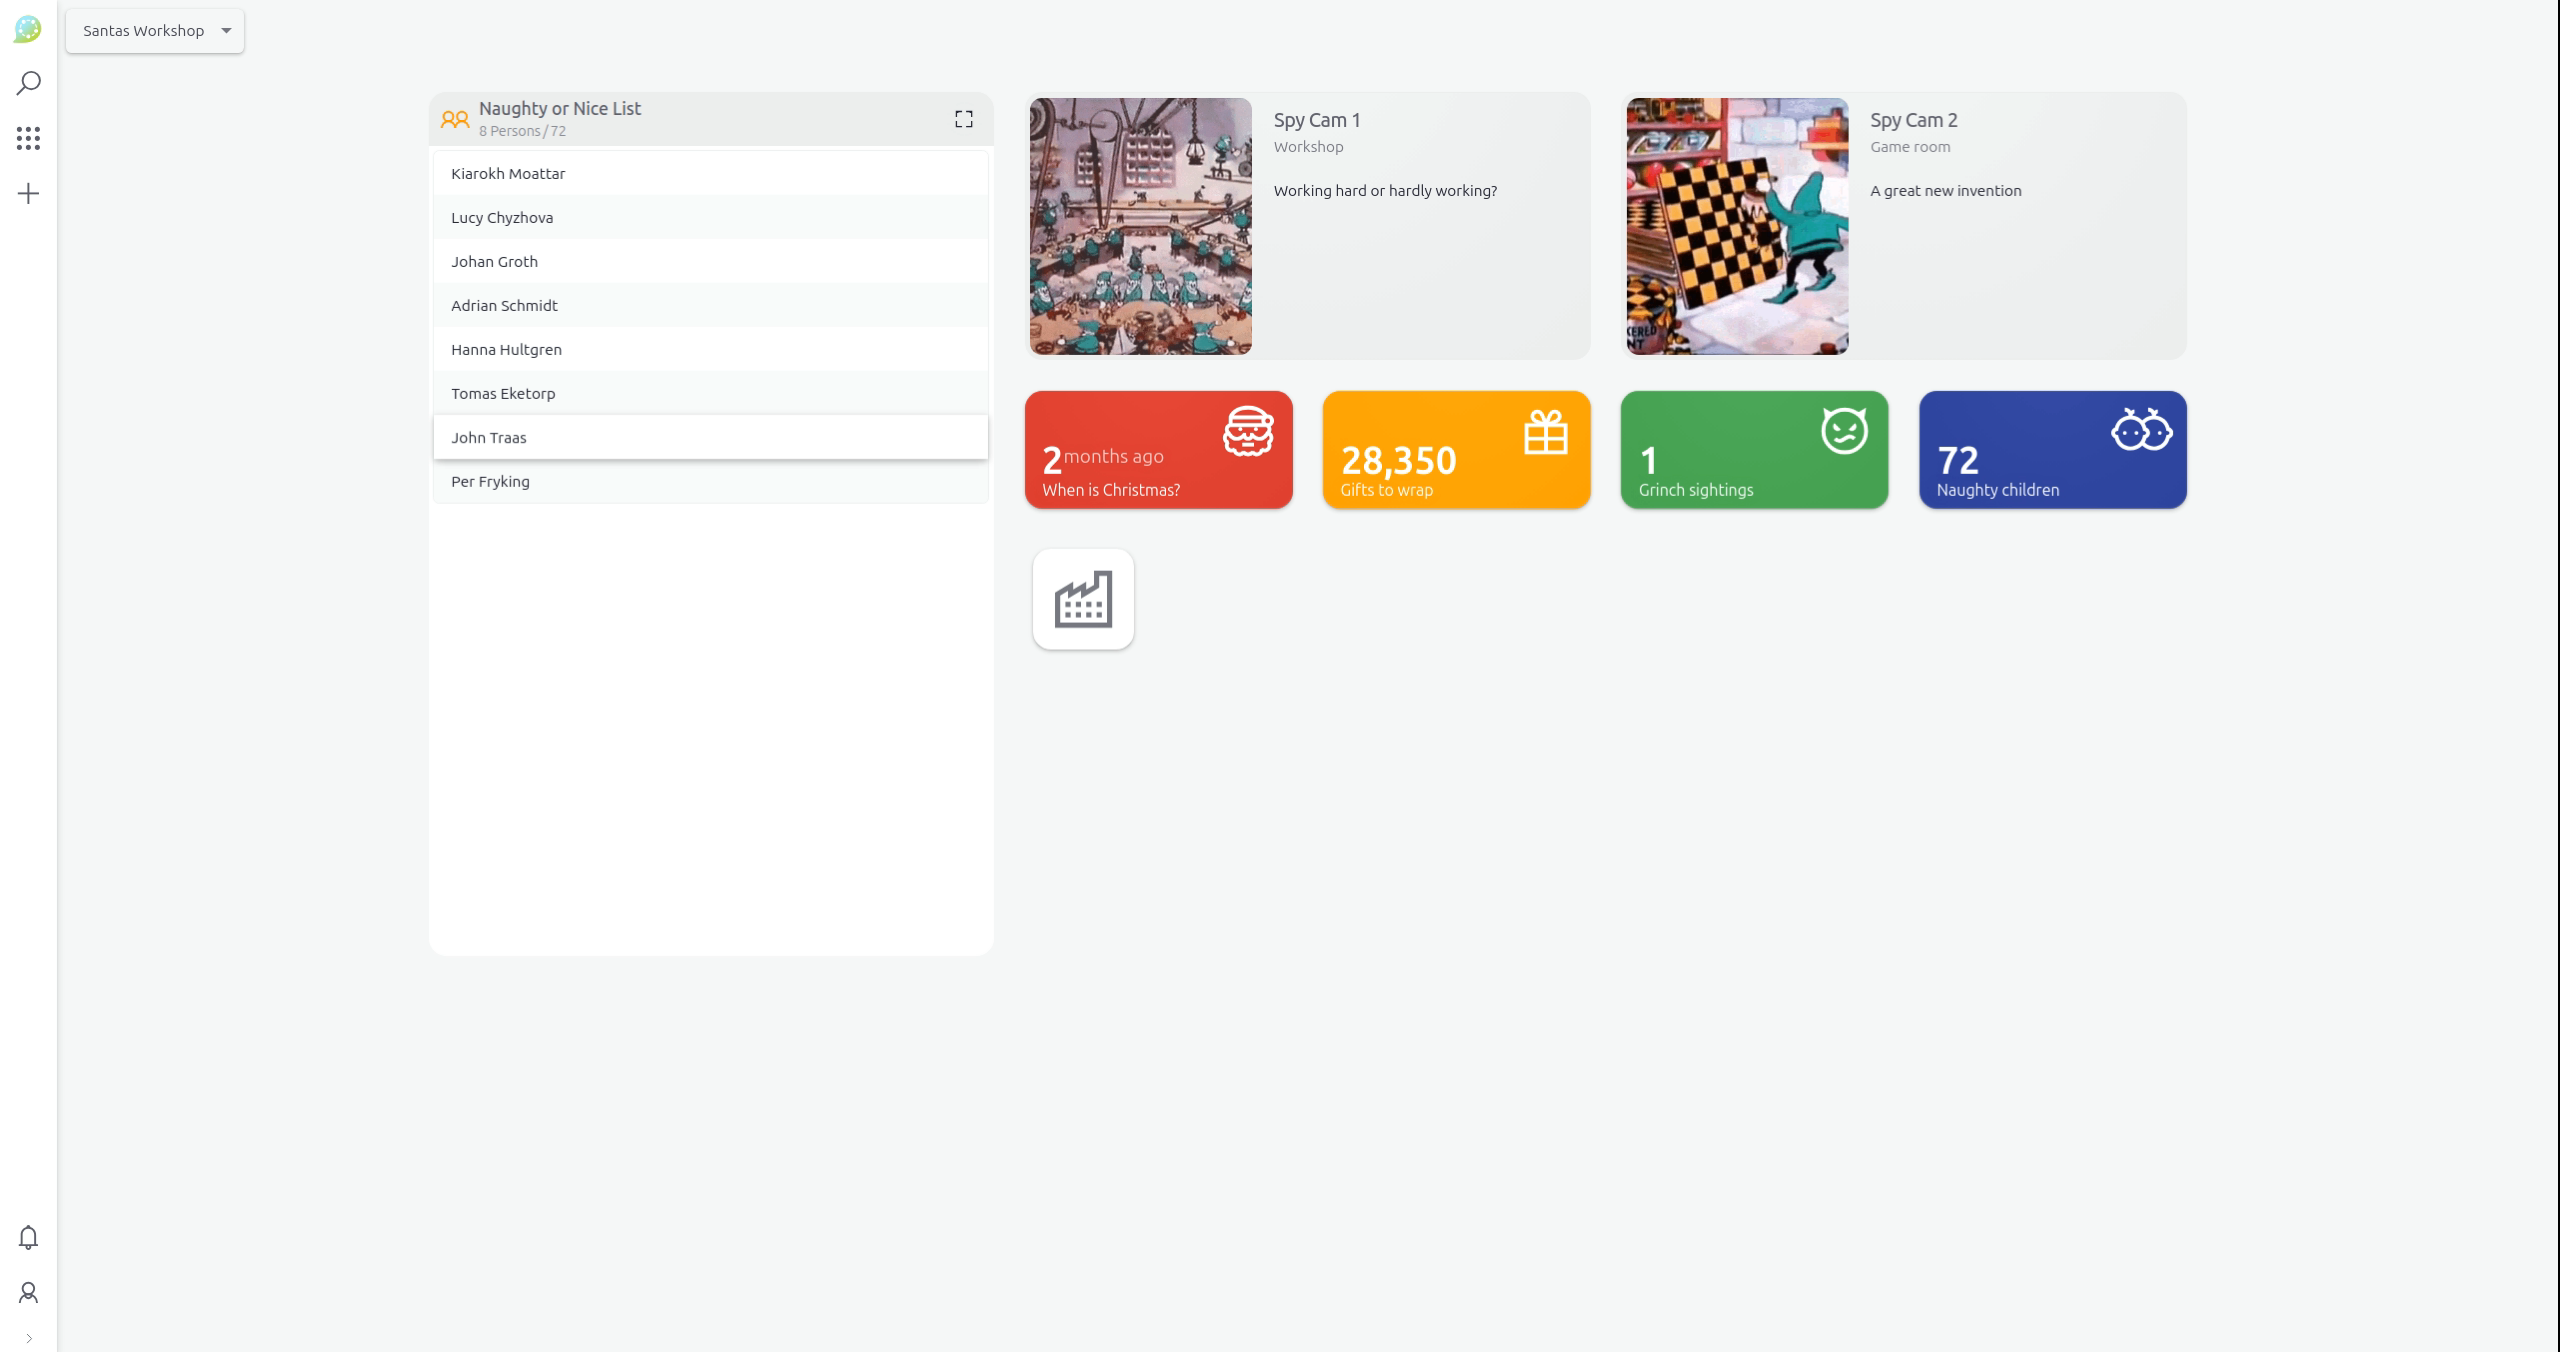 Santas Workshop
Naughty or Nice List
8 Persons / 72
Kiarokh Moattar
Lucy Chyzhova
Johan Groth
Adrian Schmidt
Hanna Hultgren
Tomas Eketorp
John Traas
Per Fryking
Spy Cam 1
Workshop
Working hard or hardly working?
Spy Cam 2
Game room
A great new invention
ERED
NT
2 months ago
When is Christmas?
28,350
Gifts to wrap
1
Grinch sightings
72
Naughty children